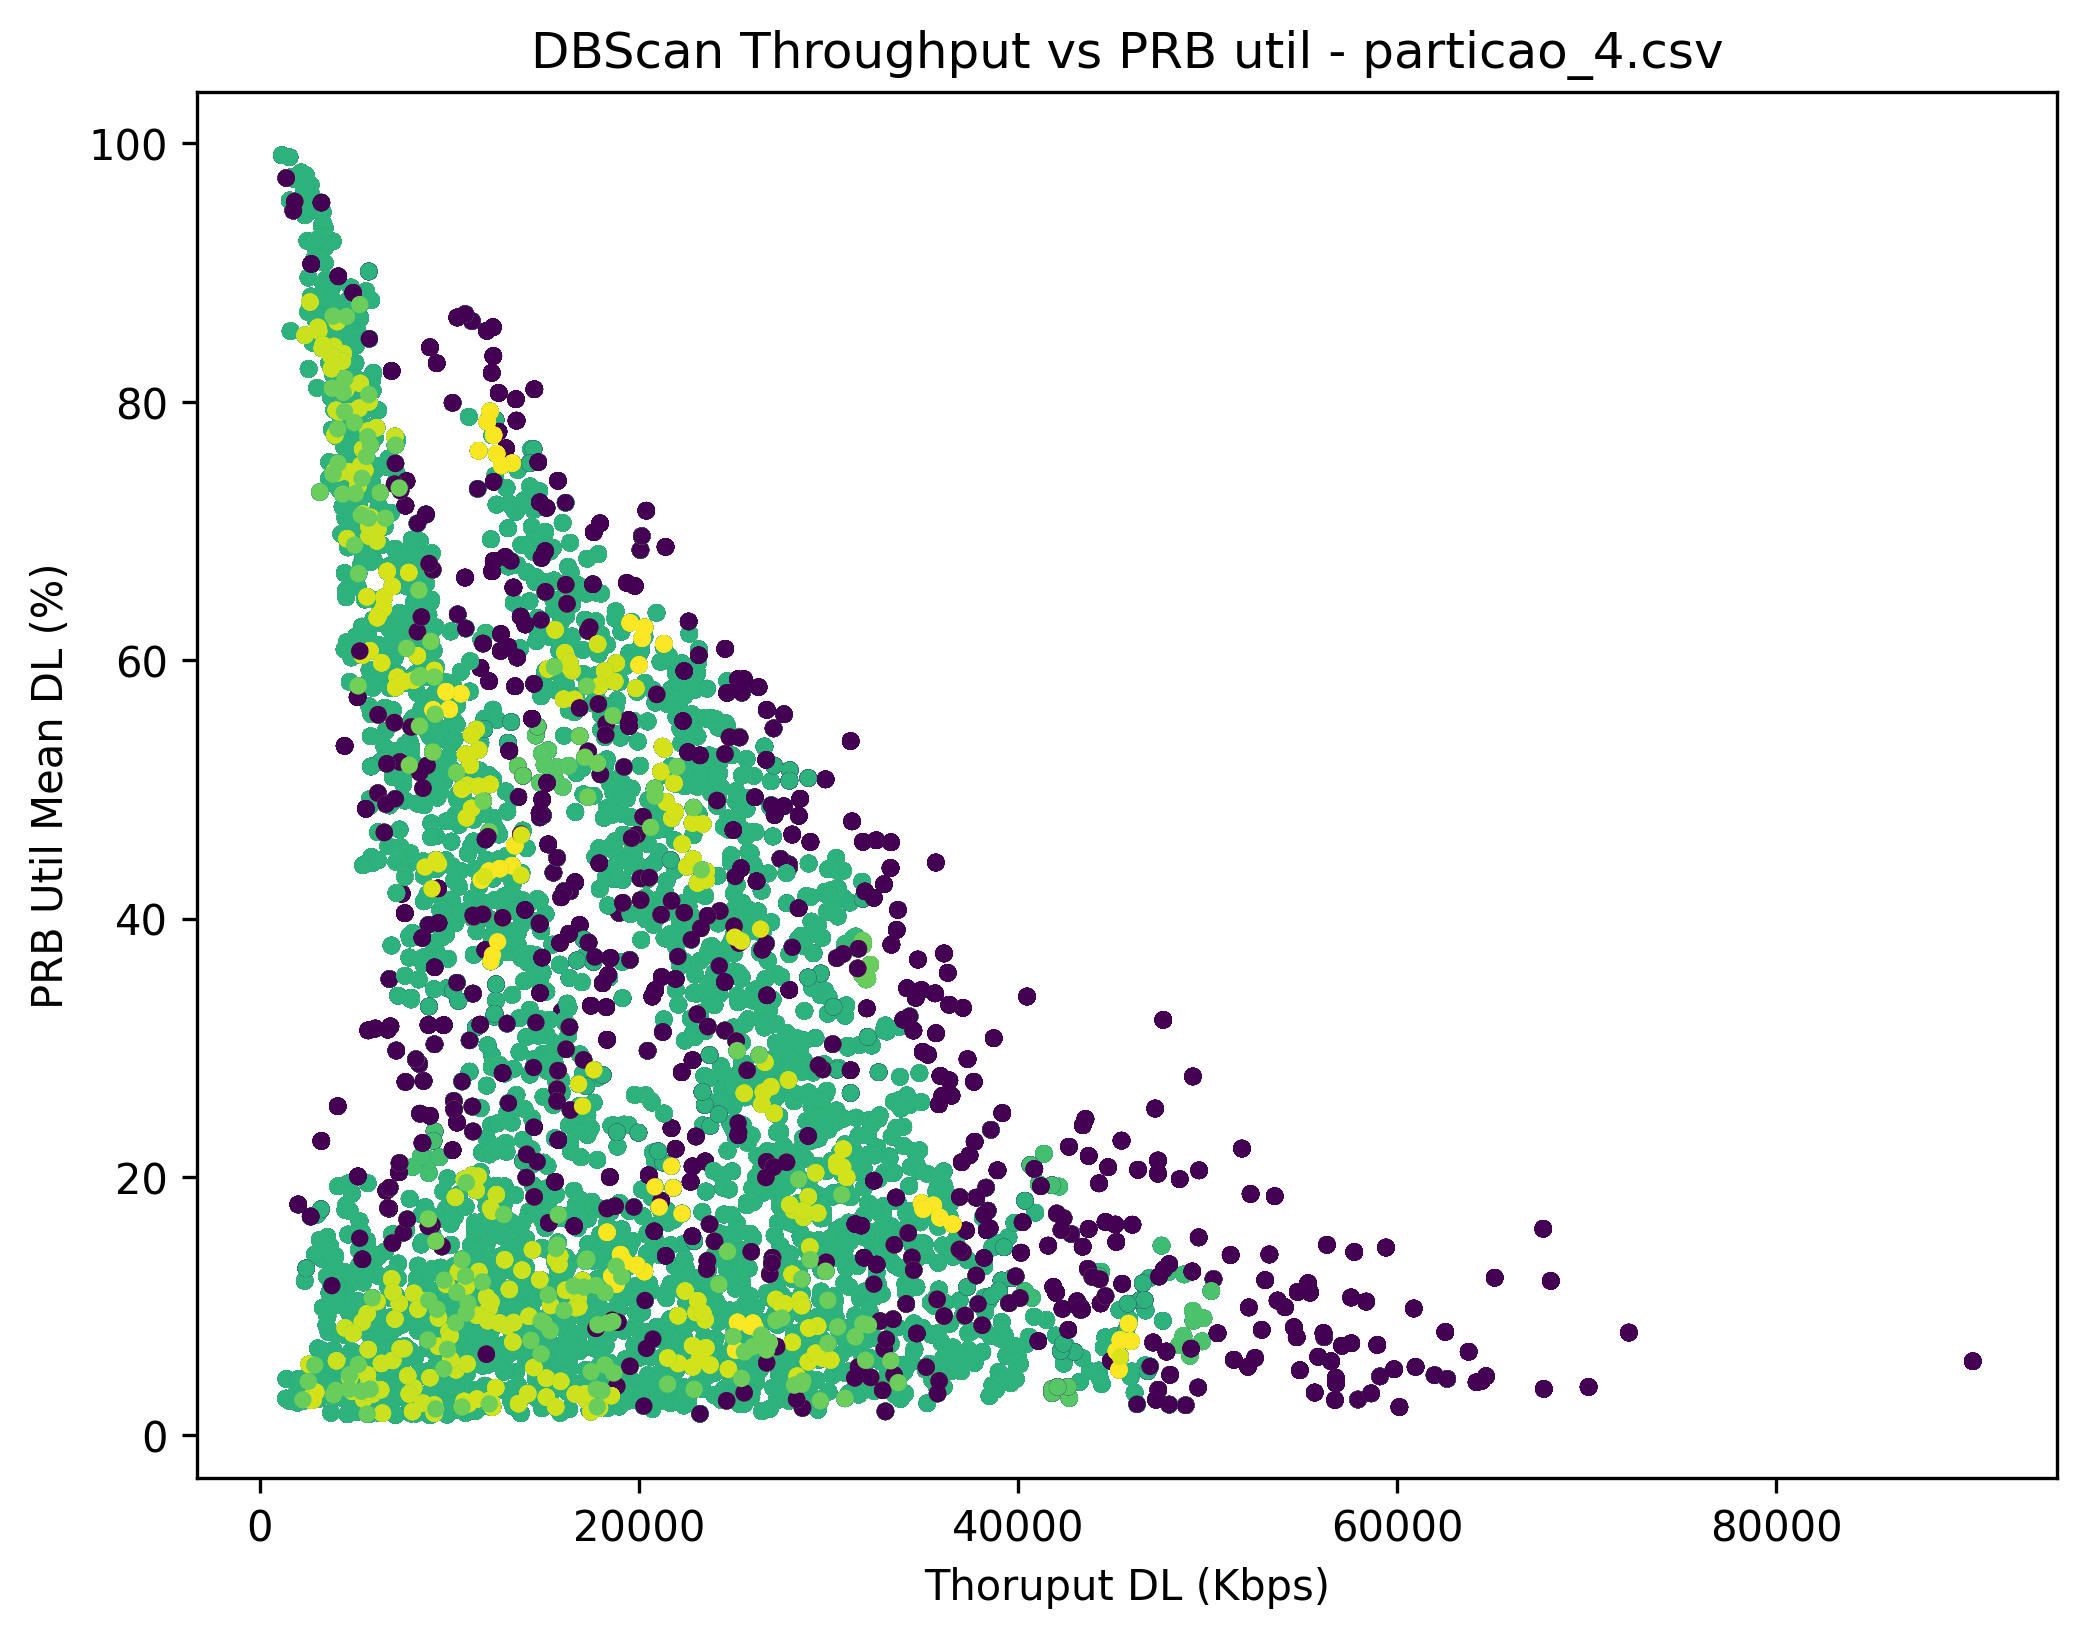 DBScan Throughput vs PRB util - particao_4.csv
100
80
60
40
20
0
PRB Util Mean DL (%)
0 20000 40000 60000 80000
Thoruput DL (Kbps)